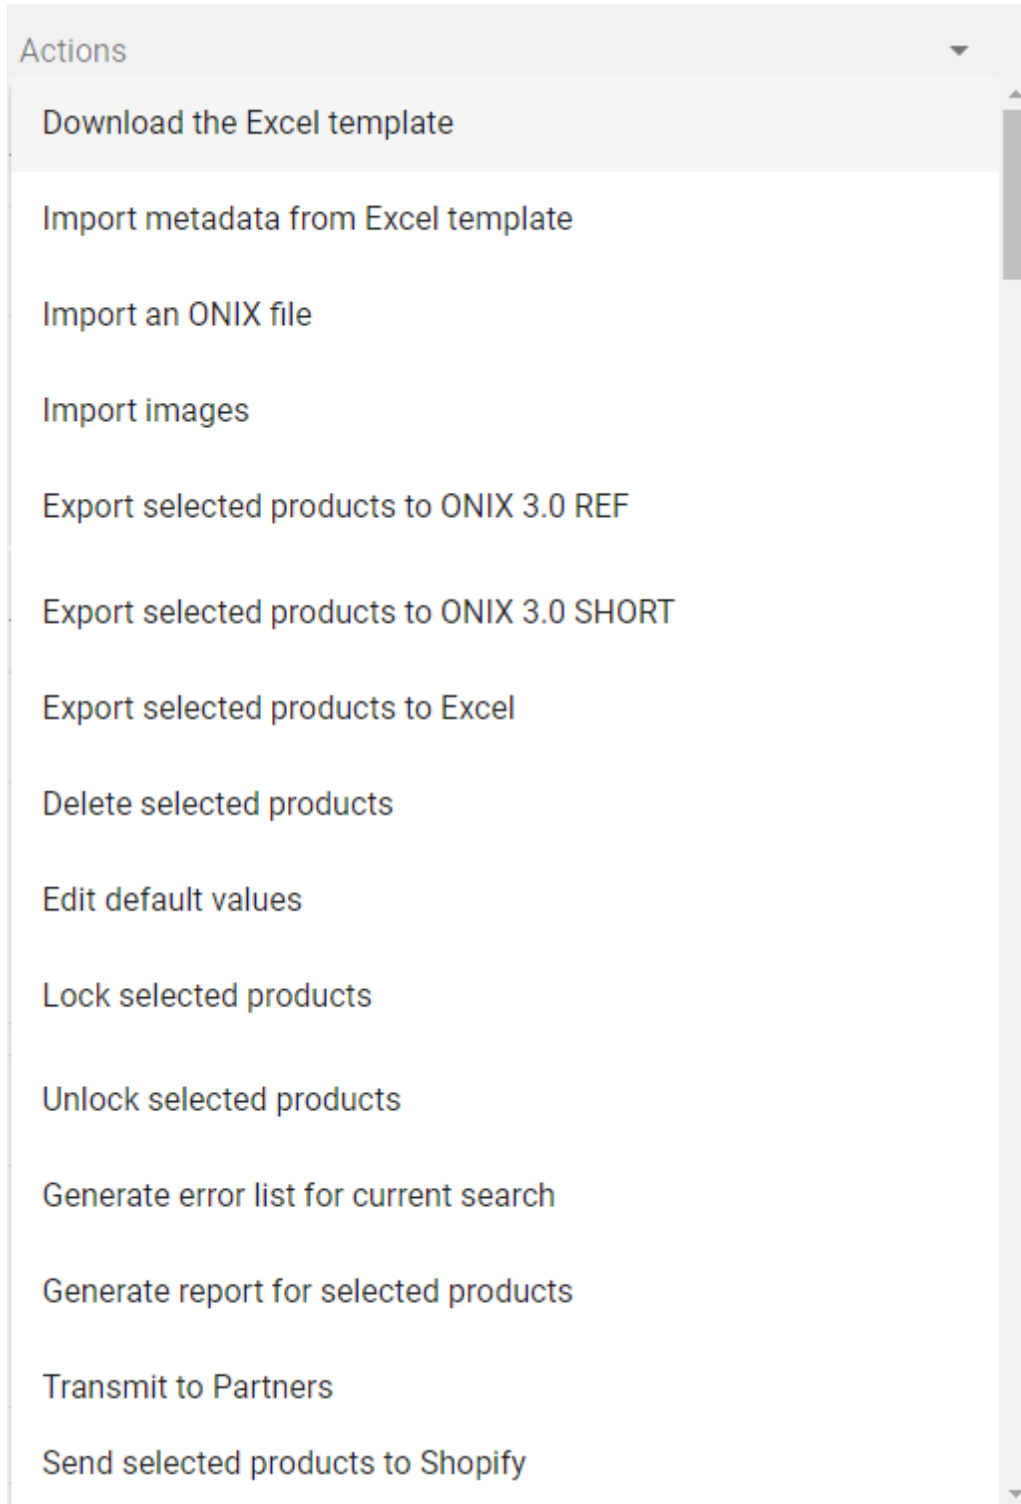 Actions
Download the Excel template
Import metadata from Excel template
Import an ONIX file
Import images
Export selected products to ONIX 3.0 REF
Export selected products to ONIX 3.0 SHORT
Export selected products to Excel
Delete selected products
Edit default values
Lock selected products
Unlock selected products
Generate error list for current search
Generate report for selected products
Transmit to Partners
Send selected products to Shopify